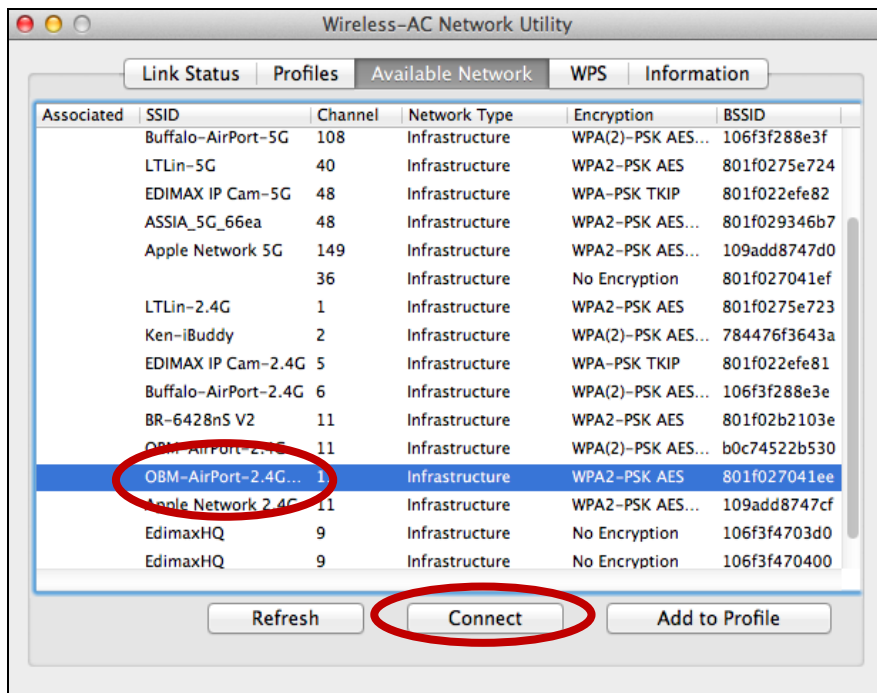 Wireless-AC Network Utility
Link Status Profiles Available Network WPS Information
Associated SSID Channel Network Type Encryption BSSID
Buffalo-AirPort-5G 108 Infrastructure WPA(2)-PSK AES... 106f3f288e3f
LTLin-5G 40 Infrastructure WPA2-PSK AES 801f0275e724
EDIMAX IP Cam-5G 48 Infrastructure WPA-PSK TKIP 801f022efe82
ASSIA_5G_66ea 48 Infrastructure WPA2-PSK AES... 801f029346b7
Apple Network 5G 149 Infrastructure WPA2-PSK AES... 109add8747d0
36 Infrastructure No Encryption 801f027041ef
LTLin-2.4G 1 Infrastructure WPA2-PSK AES 801f0275e723
Ken-iBuddy 2 Infrastructure WPA(2)-PSK AES... 784476f3643a
EDIMAX IP Cam-2.4G 5 Infrastructure WPA-PSK TKIP 801f022efe81
Buffalo-AirPort-2.4G 6 Infrastructure WPA(2)-PSK AES... 106f3f288e3e
BR-6428nS V2 11 Infrastructure WPA2-PSK AES 801f02b2103e
OBM-AirPort-2.4G 11 Infrastructure WPA(2)-PSK AES... b0c74522b530
OBM-AirPort-2.4G... Infrastructure WPA2-PSK AES 801f027041ee
Apple Network 2.4G 11 Infrastructure WPA2-PSK AES... 109add8747cf
EdimaxHQ 9 Infrastructure No Encryption 106f3f4703d0
EdimaxHQ 9 Infrastructure No Encryption 106f3f470400
Refresh Connect Add to Profile